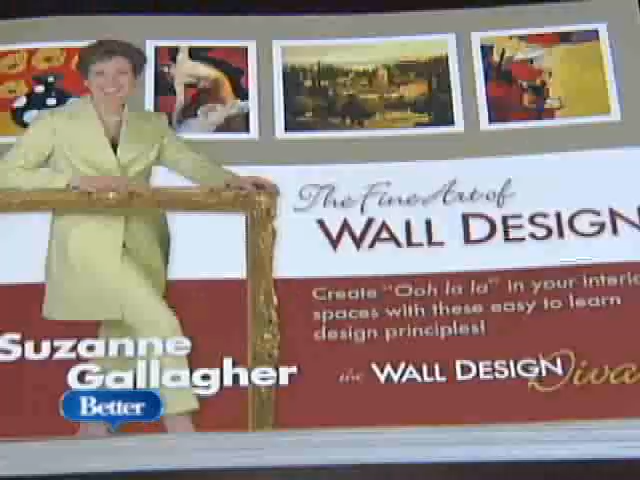 The Fine Art of
WALL DESIGN
Create "Ooh la la" in your interio
spaces with these easy to learn
design principles!
the WALL DESIGN Diva
Suzanne
Gallagher
Better